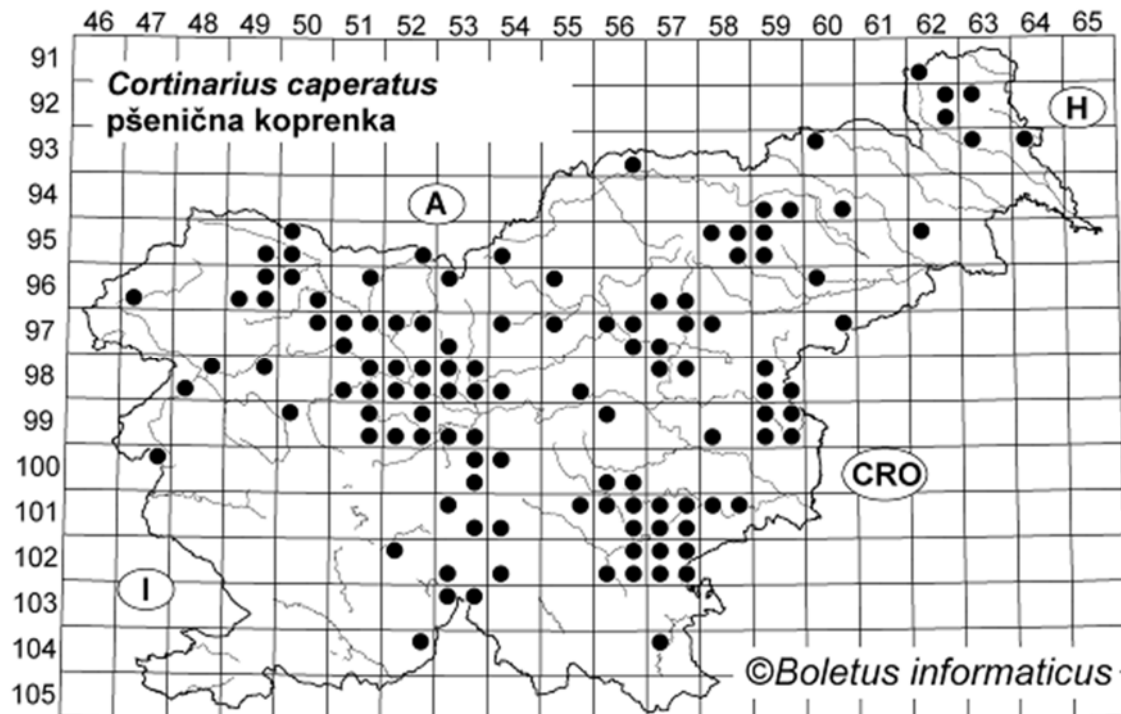 46 47 48 49 50 51 52 53 54 55 56 57 58 59 60 61 62 63 64 65
91
Cortinarius caperatus
92
H
pšenična koprenka
93
94
A
95
96
97
98
99
100
CRO
101
102
I
103
104
©Boletus informaticus
105